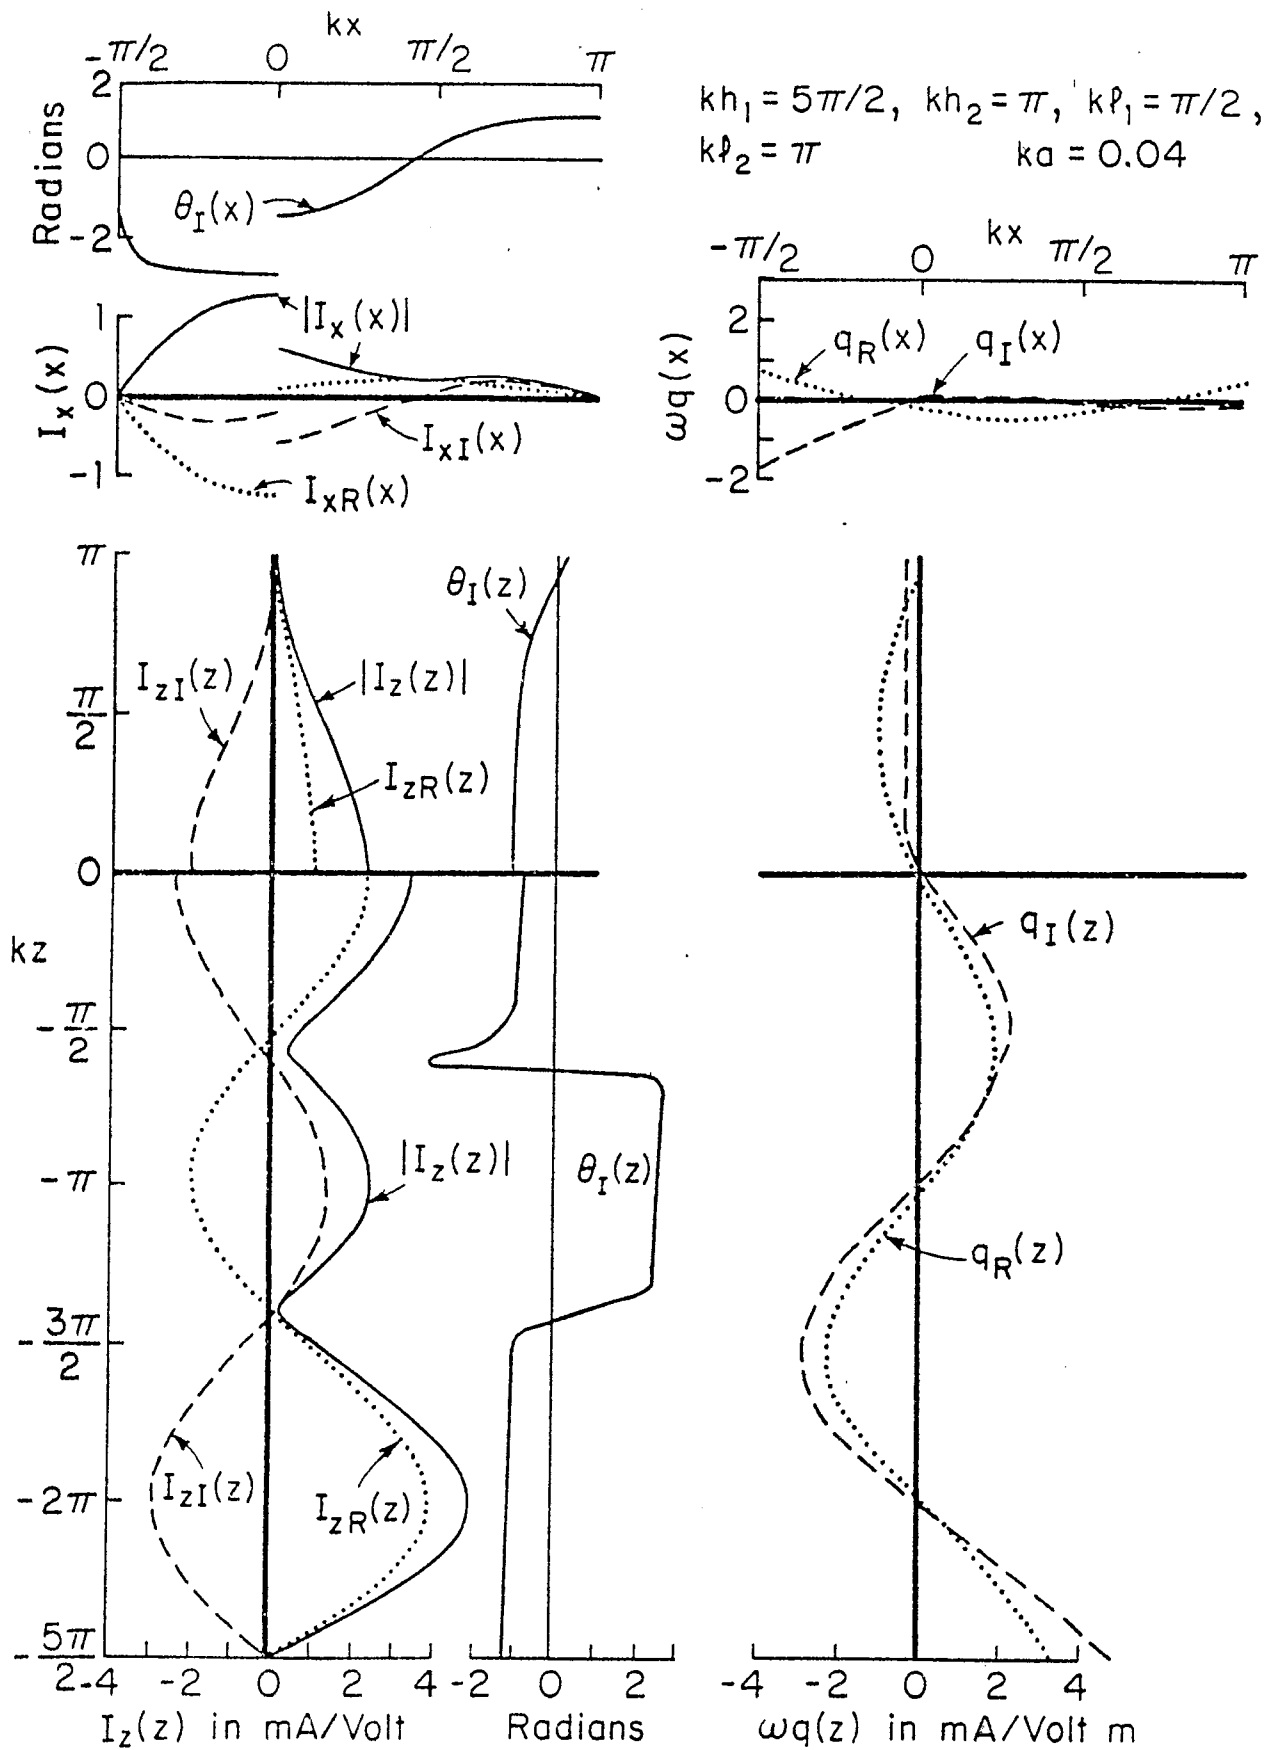 kx
-π/2 0 π/2 π
2
0
-2
Radians
θI(x)
kh1 = 5π/2, kh2 = π, kℓ1 = π/2,
kℓ2 = π ka = 0.04
1
0
-1
Ix(x)
|Ix(x)|
IxI(x)
IxR(x)
kx
-π/2 0 π/2 π
2
0
-2
ωq(x)
qR(x) qI(x)
π
π/2
0
kz
-π/2
-π
-3π/2
-2π
-5π/2
IzI(z)
|Iz(z)|
IzR(z)
θI(z)
|Iz(z)|
θI(z)
IzI(z)
IzR(z)
qI(z)
qR(z)
-4 -2 0 2 4
Iz(z) in mA/Volt
-2 0 2
Radians
-4 -2 0 2 4
ωq(z) in mA/Volt m